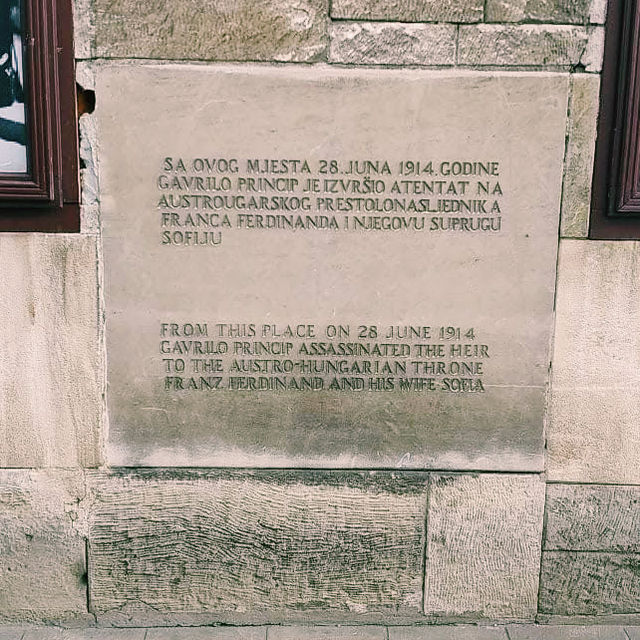 SA OVOG MJESTA 28. JUNA 1914. GODINE
GAVRILO PRINCIP JE IZVRŠIO ATENTAT NA
AUSTROUGARSKOG PRESTOLONASLJEDNIKA
FRANCA FERDINANDA I NJEGOVU SUPRUGU
SOFIJU
FROM THIS PLACE ON 28 JUNE 1914
GAVRILO PRINCIP ASSASSINATED THE HEIR
TO THE AUSTRO-HUNGARIAN THRONE
FRANZ FERDINAND AND HIS WIFE SOFIA